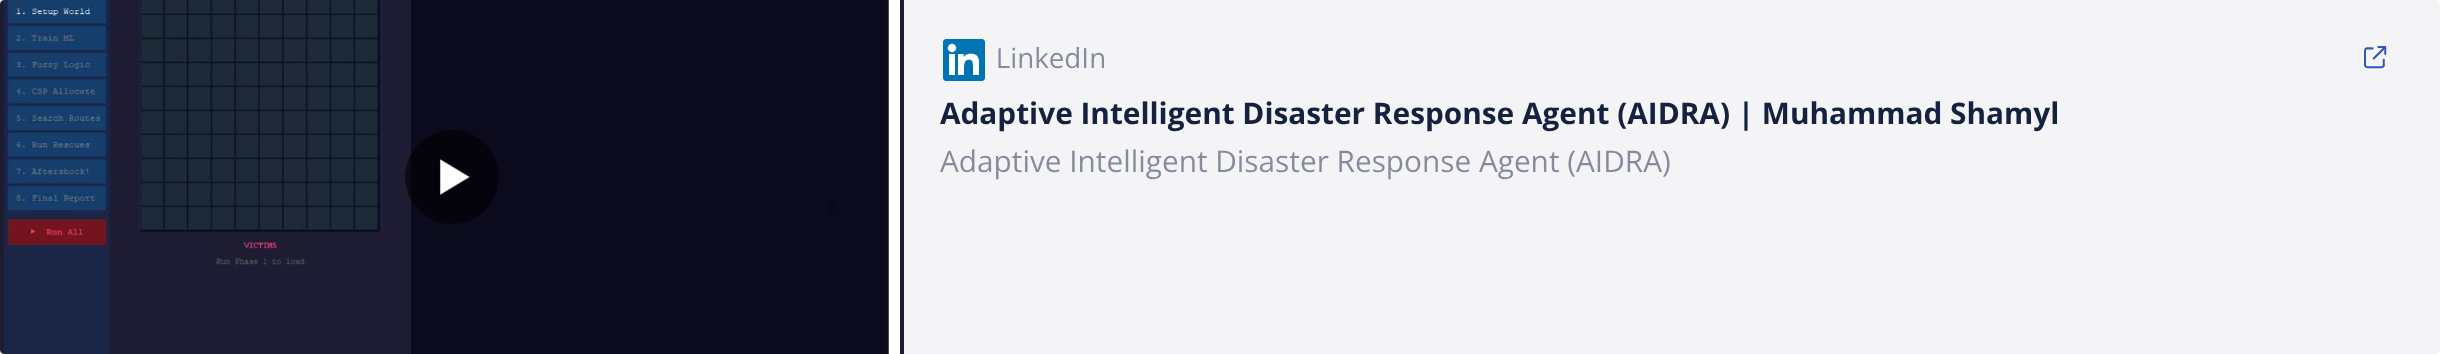 1. Setup World
2. Train ML
3. Fuzzy Logic
4. CSP Allocate
5. Search Routes
6. Run Rescues
7. Aftershock!
8. Final Report
▶ Run All
VICTIMS
Run Phase 1 to load
in LinkedIn
Adaptive Intelligent Disaster Response Agent (AIDRA) | Muhammad Shamyl
Adaptive Intelligent Disaster Response Agent (AIDRA)